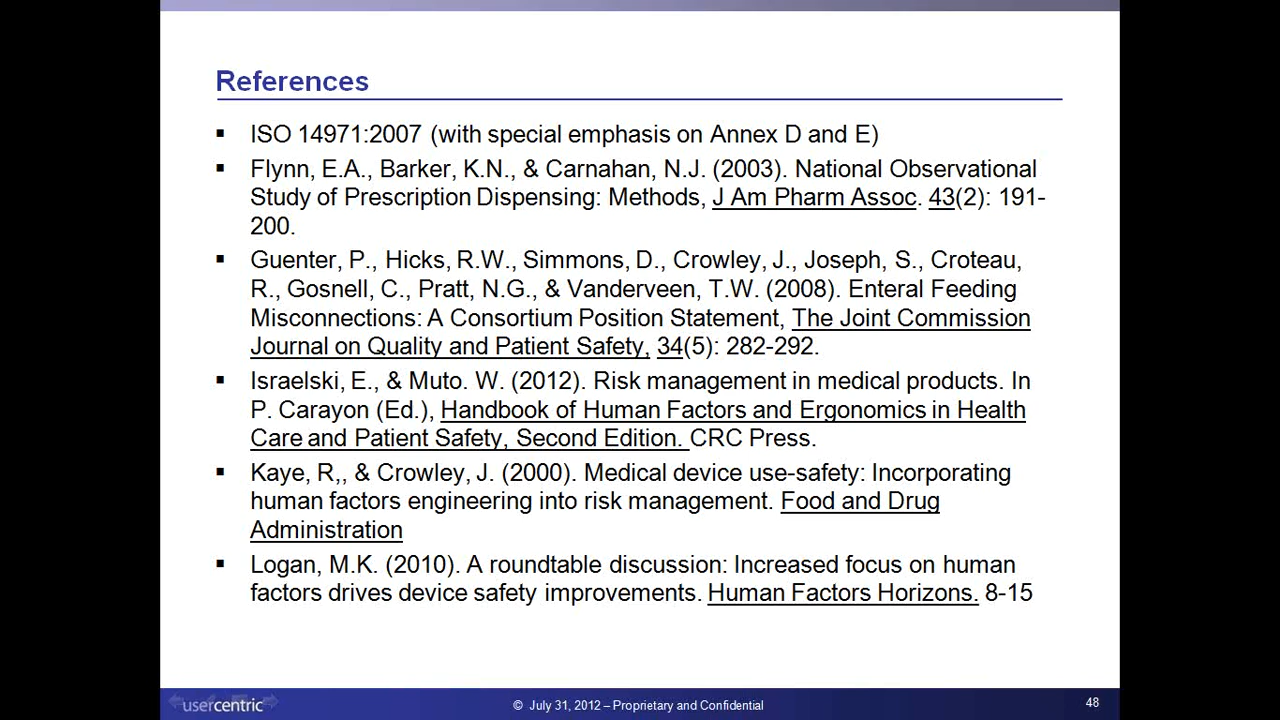 References
▪ ISO 14971:2007 (with special emphasis on Annex D and E)
▪ Flynn, E.A., Barker, K.N., & Carnahan, N.J. (2003). National Observational
Study of Prescription Dispensing: Methods, J Am Pharm Assoc. 43(2): 191-
200.
▪ Guenter, P., Hicks, R.W., Simmons, D., Crowley, J., Joseph, S., Croteau,
R., Gosnell, C., Pratt, N.G., & Vanderveen, T.W. (2008). Enteral Feeding
Misconnections: A Consortium Position Statement, The Joint Commission
Journal on Quality and Patient Safety, 34(5): 282-292.
▪ Israelski, E., & Muto. W. (2012). Risk management in medical products. In
P. Carayon (Ed.), Handbook of Human Factors and Ergonomics in Health
Care and Patient Safety, Second Edition. CRC Press.
▪ Kaye, R,, & Crowley, J. (2000). Medical device use-safety: Incorporating
human factors engineering into risk management. Food and Drug
Administration
▪ Logan, M.K. (2010). A roundtable discussion: Increased focus on human
factors drives device safety improvements. Human Factors Horizons. 8-15
usercentric
© July 31, 2012 – Proprietary and Confidential
48